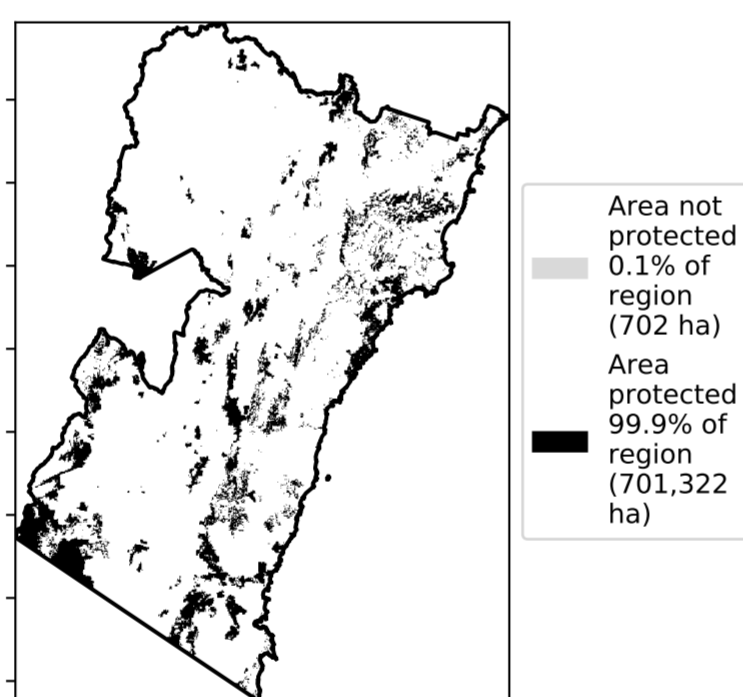 Area not
protected
0.1% of
region
(702 ha)
Area
protected
99.9% of
region
(701,322
ha)